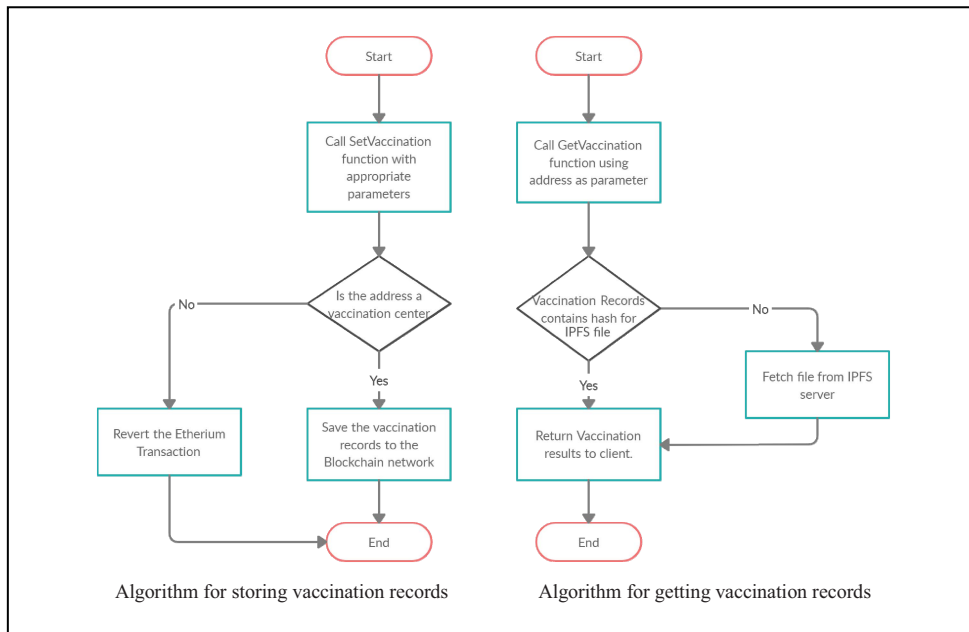 Start
Call SetVaccination
function with
appropriate
parameters
Is the address a
vaccination center
No
Yes
Revert the Etherium
Transaction
Save the vaccination
records to the
Blockchain network
End
Algorithm for storing vaccination records
Start
Call GetVaccination
function using
address as parameter
Vaccination Records
contains hash for
IPFS file
No
Yes
Fetch file from IPFS
server
Return Vaccination
results to client.
End
Algorithm for getting vaccination records